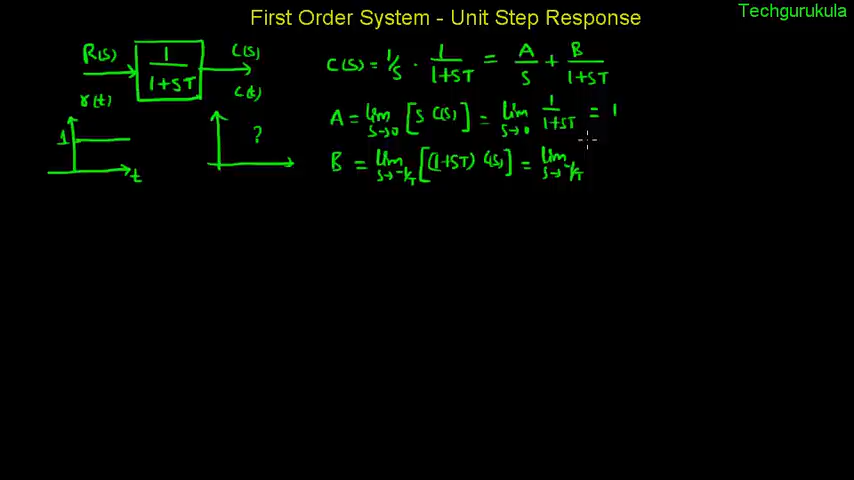 First Order System - Unit Step Response
Techgurukula
R(s) 1/(1+sT) C(s)
r(t) c(t)
1 t ?
C(s) = 1/s · 1/(1+sT) = A/s + B/(1+sT)
A = lim s→0 [s C(s)] = lim s→0 1/(1+sT) = 1
B = lim s→-1/T [(1+sT) C(s)] = lim s→-1/T